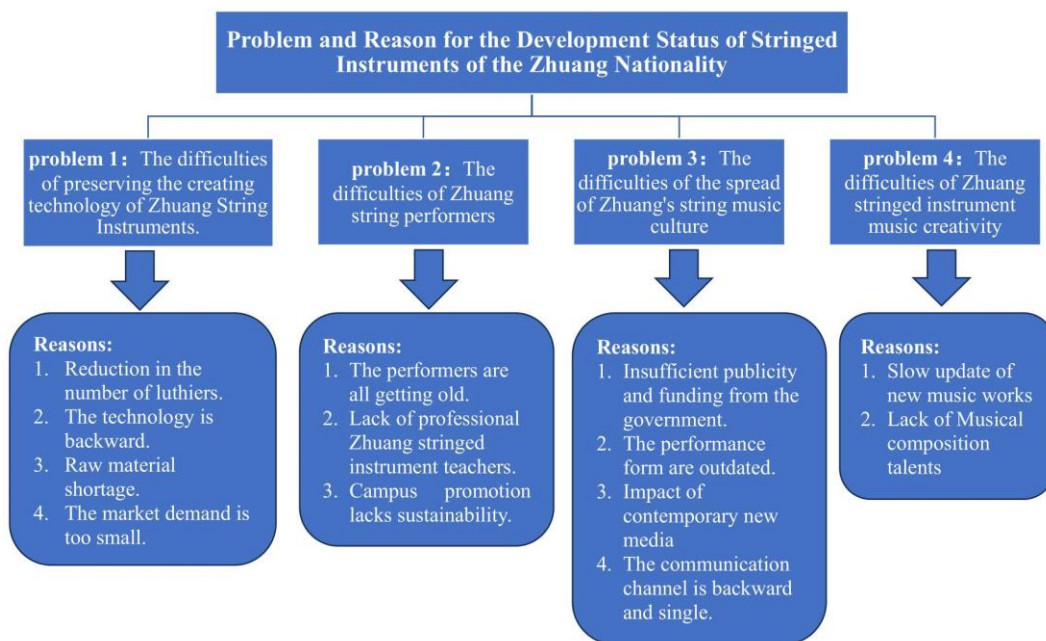 Problem and Reason for the Development Status of Stringed
Instruments of the Zhuang Nationality
problem 1：The difficulties
of preserving the creating
technology of Zhuang String
Instruments.
problem 2：The
difficulties of Zhuang
string performers
problem 3：The
difficulties of the spread
of Zhuang's string music
culture
problem 4：The
difficulties of Zhuang
stringed instrument
music creativity
Reasons:
1. Reduction in the
number of luthiers.
2. The technology is
backward.
3. Raw material
shortage.
4. The market demand is
too small.
Reasons:
1. The performers are
all getting old.
2. Lack of professional
Zhuang stringed
instrument teachers.
3. Campus promotion
lacks sustainability.
Reasons:
1. Insufficient publicity
and funding from the
government.
2. The performance
form are outdated.
3. Impact of
contemporary new
media
4. The communication
channel is backward
and single.
Reasons:
1. Slow update of
new music works
2. Lack of Musical
composition
talents